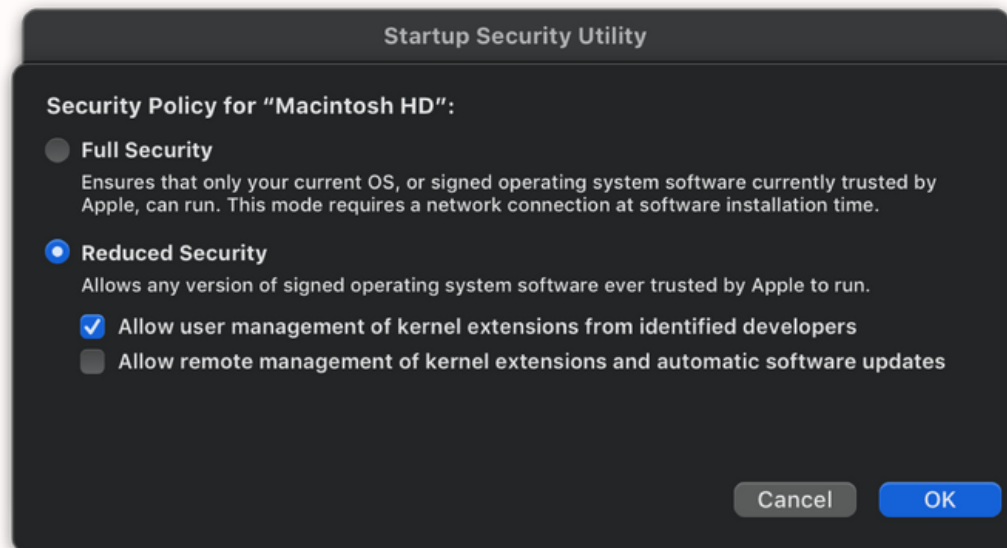 Startup Security Utility
Security Policy for “Macintosh HD”:
Full Security
Ensures that only your current OS, or signed operating system software currently trusted by
Apple, can run. This mode requires a network connection at software installation time.
Reduced Security
Allows any version of signed operating system software ever trusted by Apple to run.
Allow user management of kernel extensions from identified developers
Allow remote management of kernel extensions and automatic software updates
Cancel OK